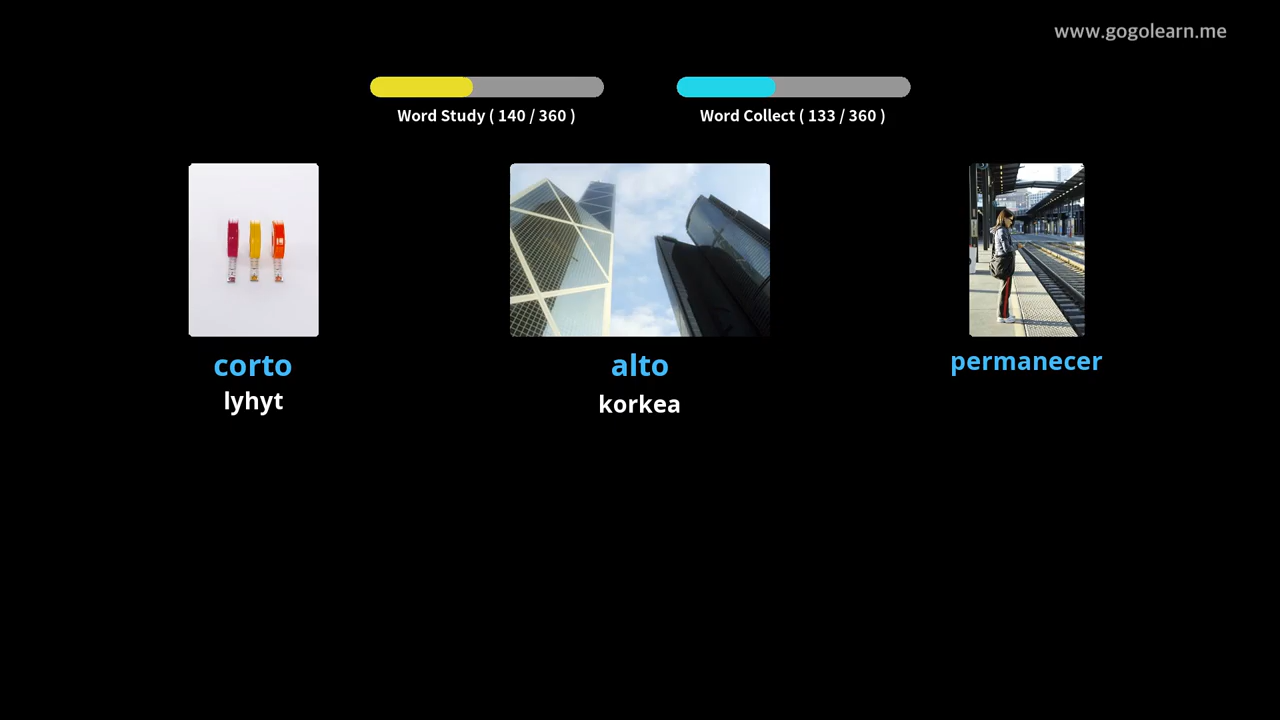 www.gogolearn.me
Word Study ( 140 / 360 )
Word Collect ( 133 / 360 )
corto
lyhyt
alto
korkea
permanecer